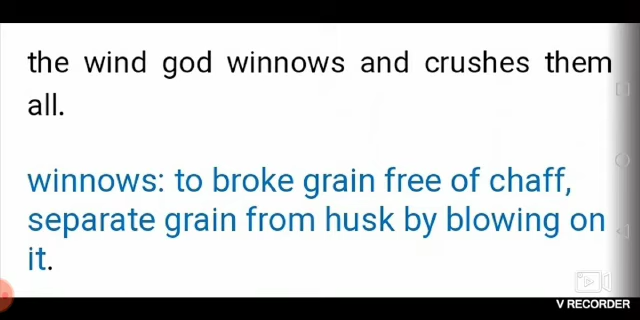 the wind god winnows and crushes them
all.
winnows: to broke grain free of chaff,
separate grain from husk by blowing on
it.
V RECORDER